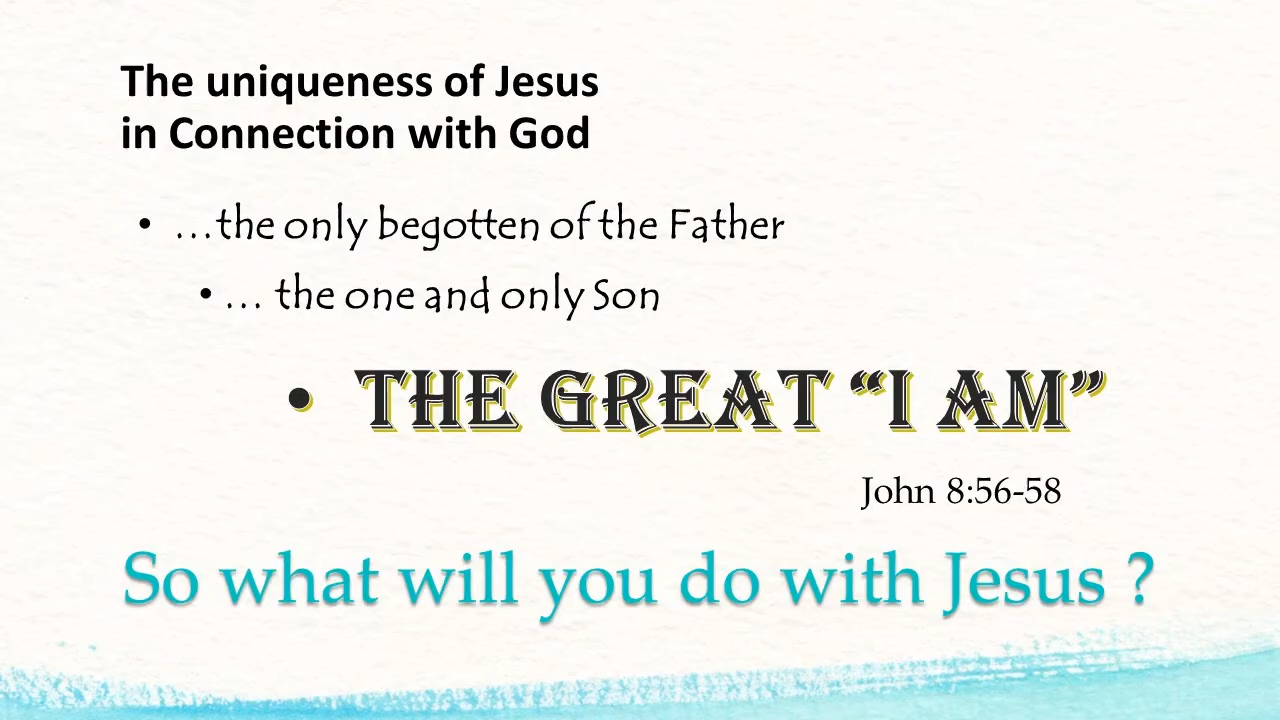 The uniqueness of Jesus
in Connection with God
• …the only begotten of the Father
• … the one and only Son
• THE GREAT “I AM”
John 8:56-58
So what will you do with Jesus ?